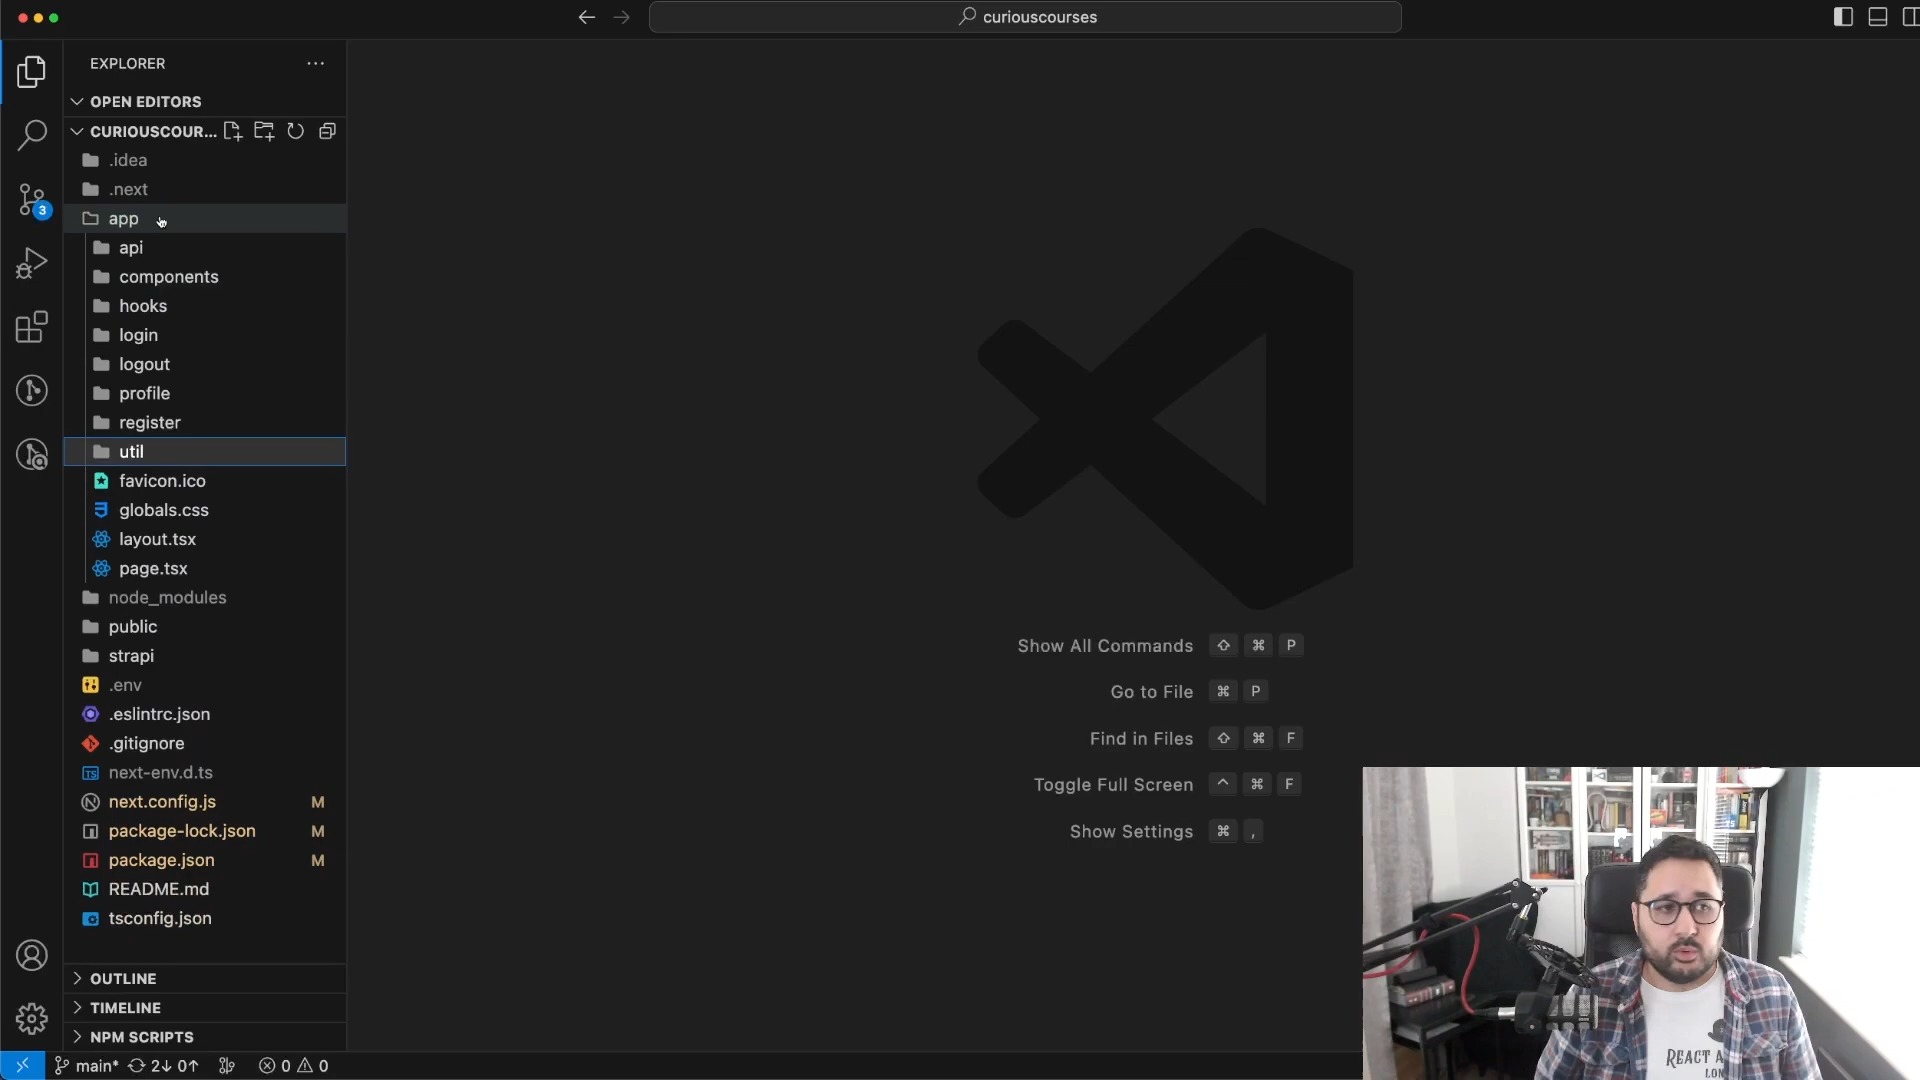 curiouscourses
EXPLORER
OPEN EDITORS
CURIOUSCOUR...
.idea
.next
app
api
components
hooks
login
logout
profile
register
util
favicon.ico
globals.css
layout.tsx
page.tsx
node_modules
public
strapi
.env
.eslintrc.json
.gitignore
TS next-env.d.ts
next.config.js M
package-lock.json M
package.json M
README.md
tsconfig.json
OUTLINE
TIMELINE
NPM SCRIPTS
3
main* 2↓ 0↑ 0 0
Show All Commands ⇧ ⌘ P
Go to File ⌘ P
Find in Files ⇧ ⌘ F
Toggle Full Screen ^ ⌘ F
Show Settings ⌘ ,
REACT A
LON